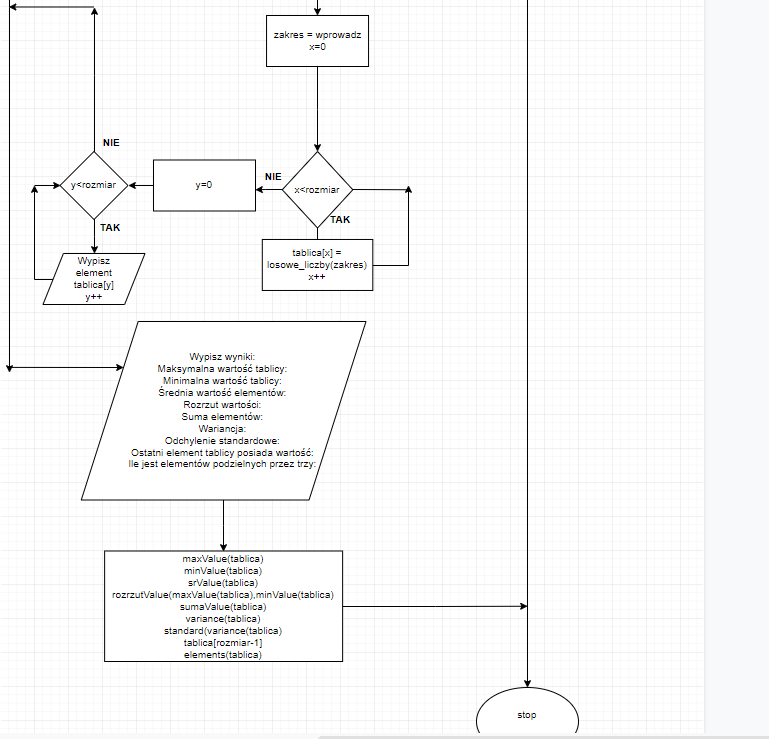 zakres = wprowadz
x=0
NIE
y<rozmiar
y=0
NIE
x<rozmiar
TAK
TAK
tablica[x] =
losowe_liczby(zakres)
x++
Wypisz
element
tablica[y]
y++
Wypisz wyniki:
Maksymalna wartość tablicy:
Minimalna wartość tablicy:
Średnia wartość elementów:
Rozrzut wartości:
Suma elementów:
Wariancja:
Odchylenie standardowe:
Ostatni element tablicy posiada wartość:
Ile jest elementów podzielnych przez trzy:
maxValue(tablica)
minValue(tablica)
srValue(tablica)
rozrzutValue(maxValue(tablica),minValue(tablica)
sumaValue(tablica)
variance(tablica)
standard(variance(tablica)
tablica[rozmiar-1]
elements(tablica)
stop